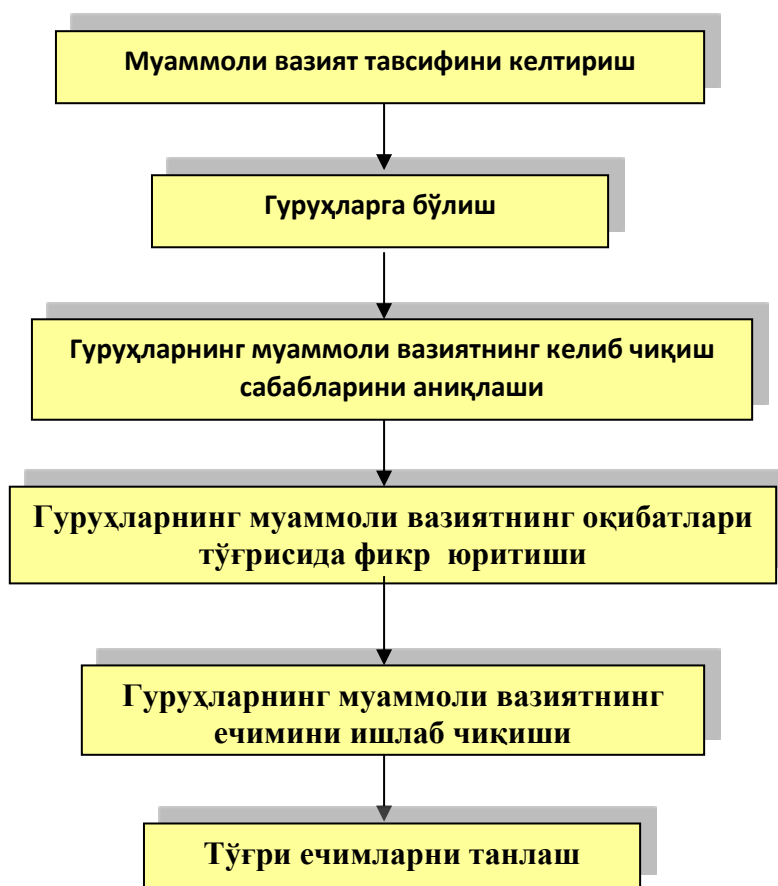 Муаммоли вазият тавсифини келтириш
Гуруҳларга бўлиш
Гуруҳларнинг муаммоли вазиятнинг келиб чиқиш
сабабларини аниқлаши
Гуруҳларнинг муаммоли вазиятнинг оқибатлари
тўғрисида фикр юритиши
Гуруҳларнинг муаммоли вазиятнинг
ечимини ишлаб чиқиши
Тўғри ечимларни танлаш